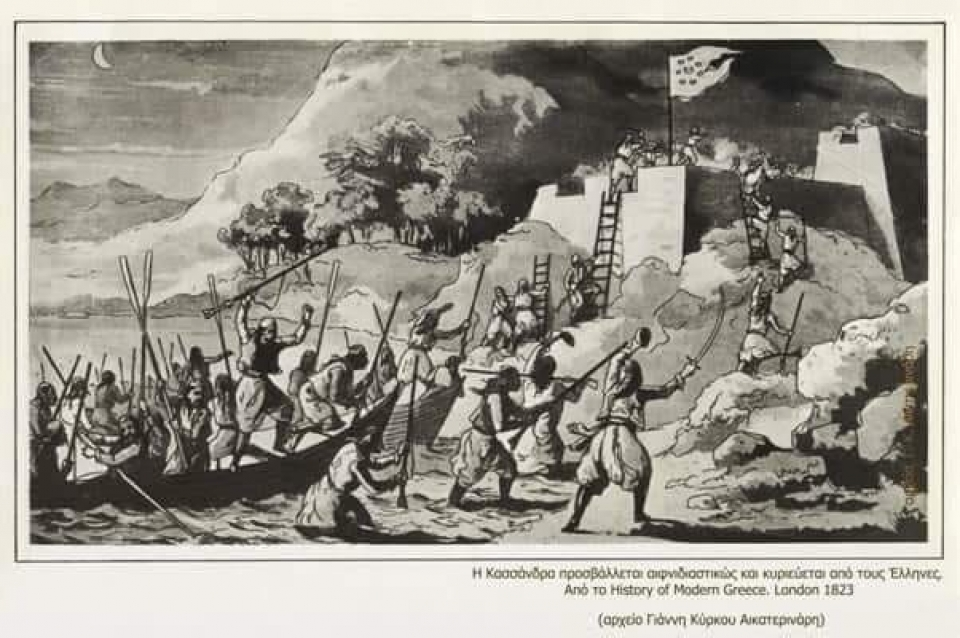 Η Κασσάνδρα προσβάλλεται αιφνιδιαστικώς και κυριεύεται από τους Έλληνες.
Από το History of Modern Greece. London 1823
(αρχείο Γιάννη Κύρκου Αικατερινάρη)